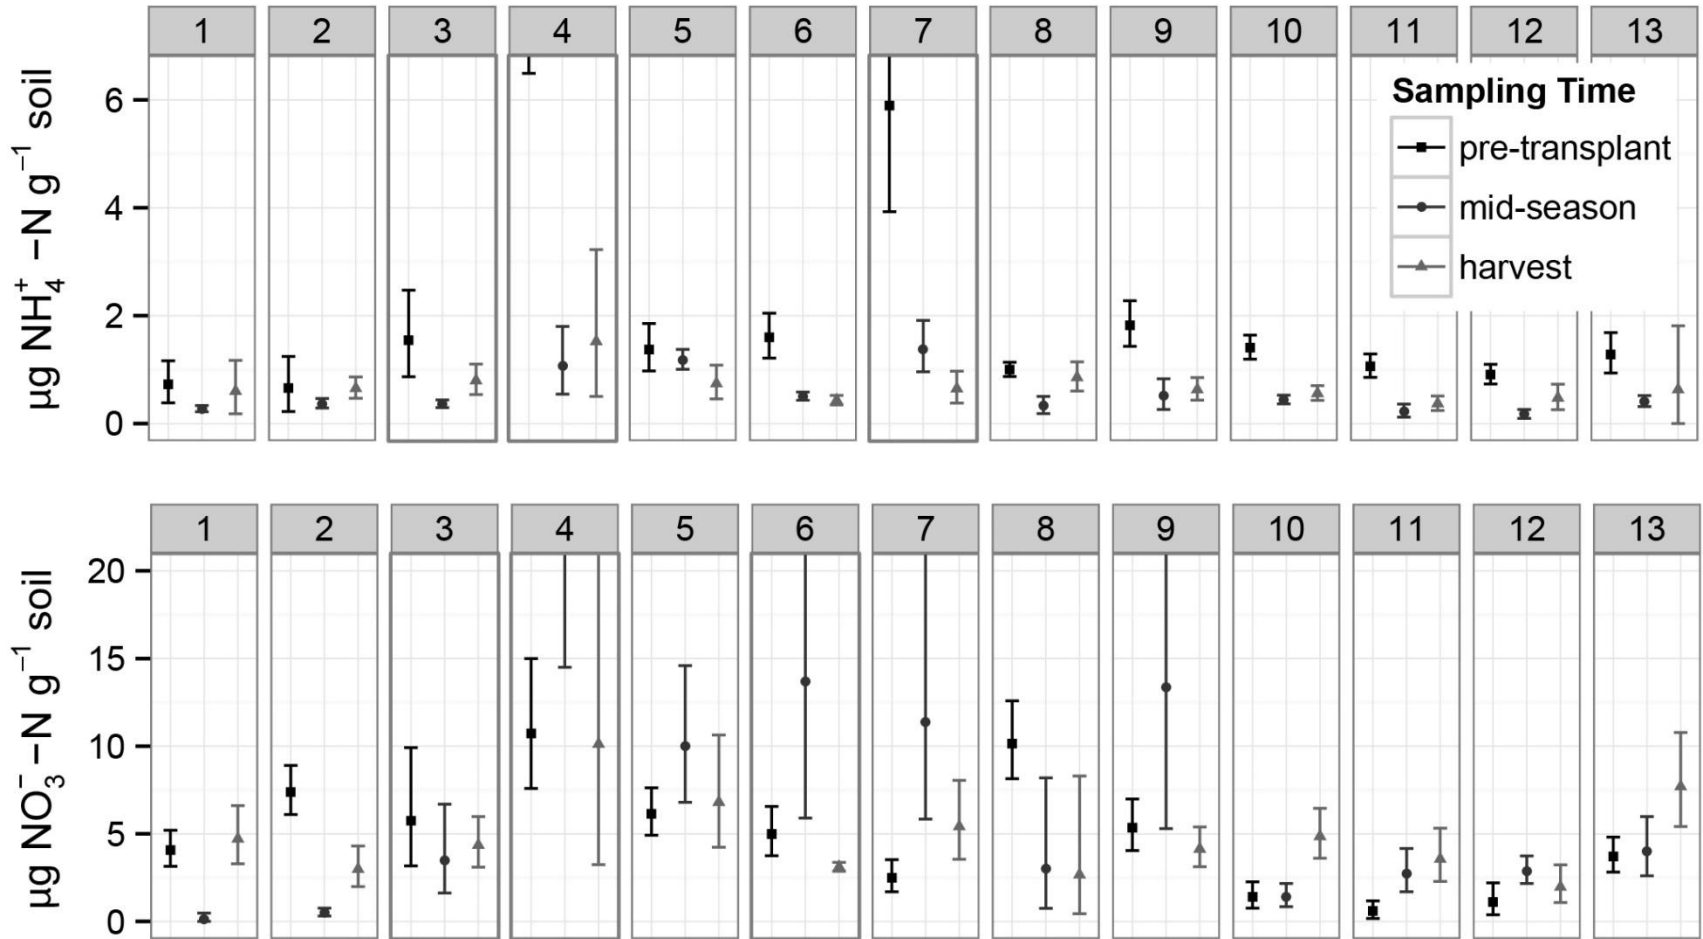 1 2 3 4 5 6 7 8 9 10 11 12 13
µg NH₄⁺ –N g⁻¹ soil
6
4
2
0
Sampling Time
pre-transplant
mid-season
harvest
1 2 3 4 5 6 7 8 9 10 11 12 13
µg NO₃⁻–N g⁻¹ soil
20
15
10
5
0